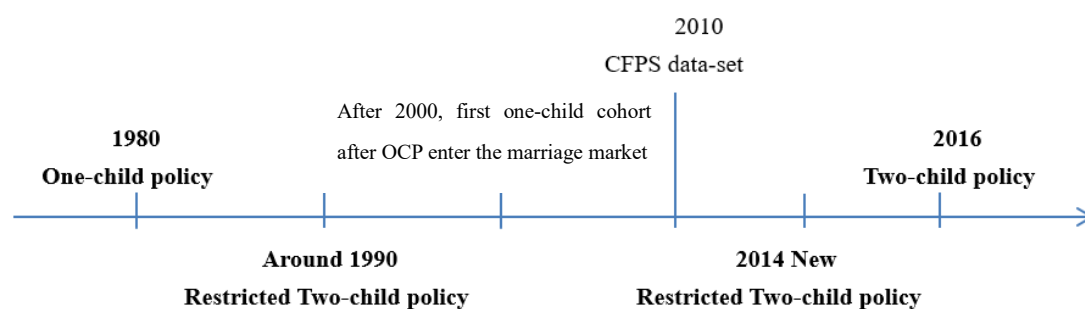 2010
CFPS data-set
After 2000, first one-child cohort
after OCP enter the marriage market
1980
One-child policy
2016
Two-child policy
Around 1990
Restricted Two-child policy
2014 New
Restricted Two-child policy